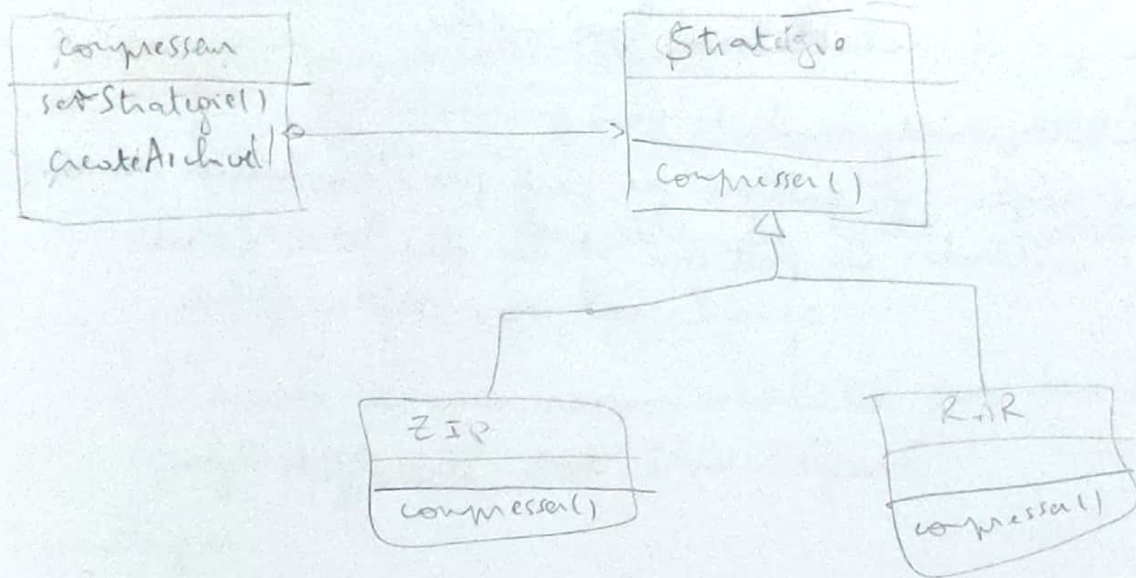 compresseur
setStrategie()
createArchive()
Stratégie
compresser()
ZIP
compresser()
RAR
compresser()